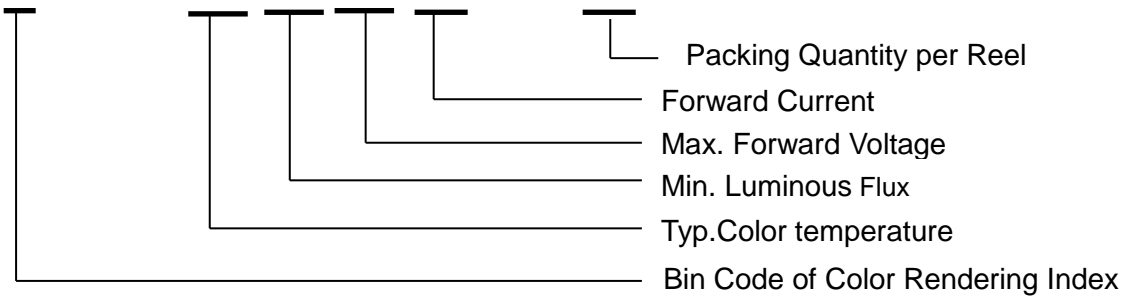 Packing Quantity per Reel
Forward Current
Max. Forward Voltage
Min. Luminous Flux
Typ.Color temperature
Bin Code of Color Rendering Index